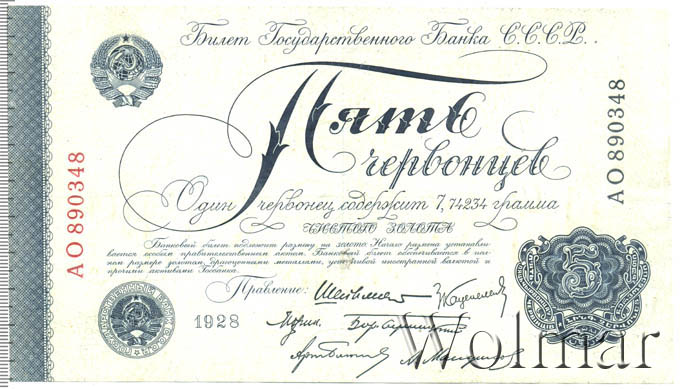 Билет Государственного Банка С.С.С.Р.
Пять
червонцев
Один червонец содержит 7,74234 грамма
чистого золота
Банковый билет подлежит размену на золото. Начало размена устанавли-
вается особым правительственным актом. Банковый билет обеспечивается в пол-
ном размере золотом, драгоценными металлами, устойчивой иностранной валютой и
прочими активами Госбанка.
Правление:
1928
АО 890348
АО 890348
5
Wolmar